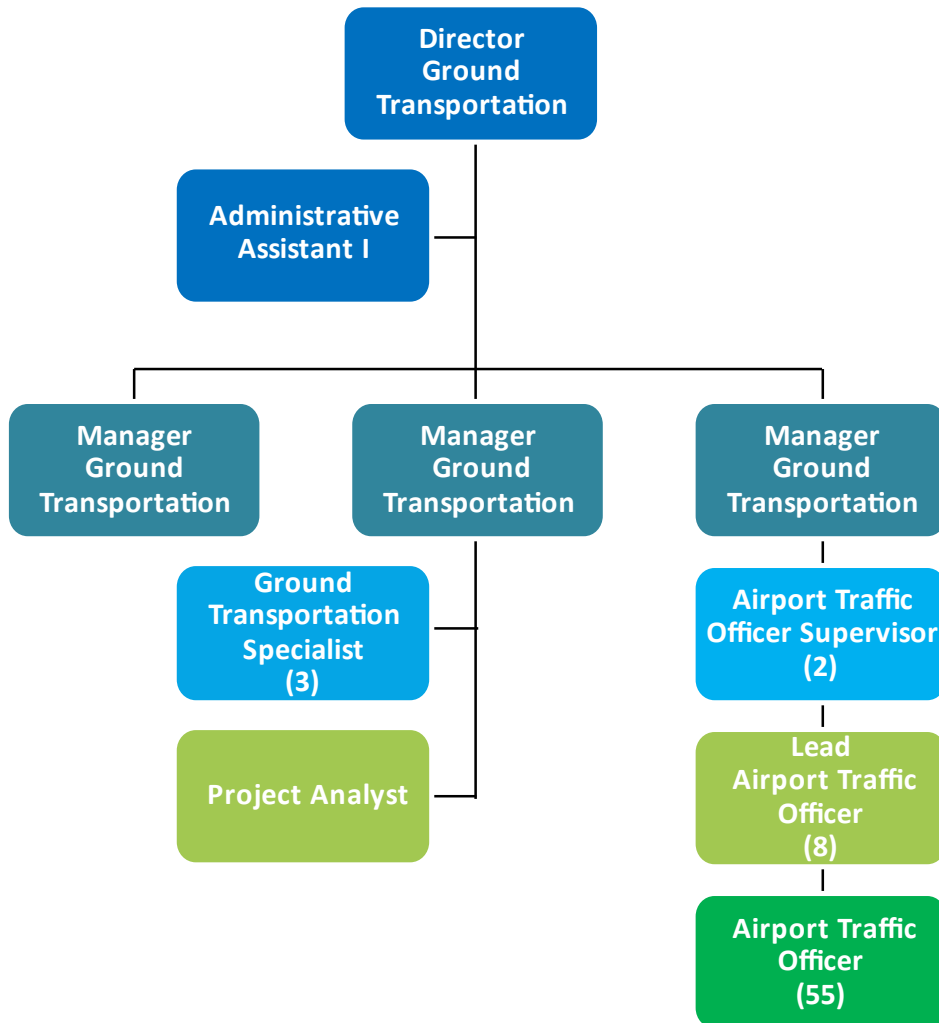 Director
Ground
Transportation
Administrative
Assistant I
Manager
Ground
Transportation
Manager
Ground
Transportation
Manager
Ground
Transportation
Ground
Transportation
Specialist
(3)
Airport Traffic
Officer Supervisor
(2)
Project Analyst
Lead
Airport Traffic
Officer
(8)
Airport Traffic
Officer
(55)